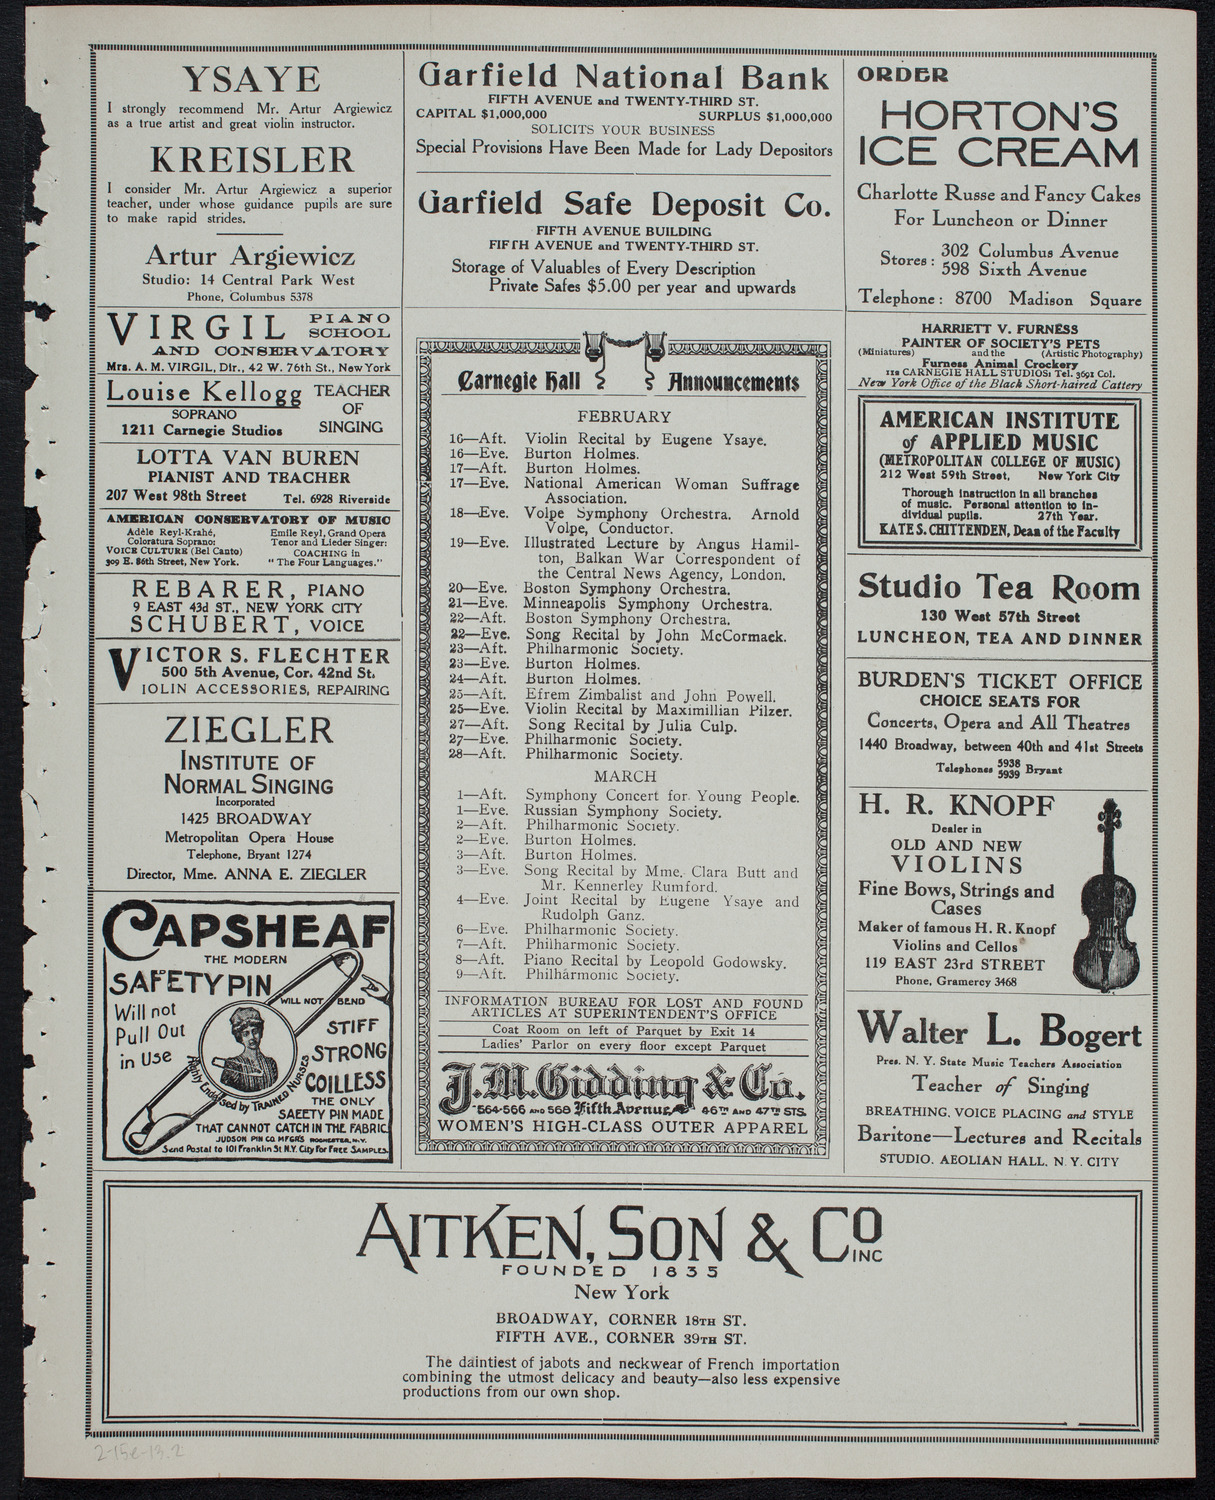 YSAYE
I strongly recommend Mr. Artur Argiewicz
as a true artist and great violin instructor.
KREISLER
I consider Mr. Artur Argiewicz a superior
teacher, under whose guidance pupils are sure
to make rapid strides.
Artur Argiewicz
Studio: 14 Central Park West
Phone, Columbus 5378
VIRGIL PIANO
SCHOOL
AND CONSERVATORY
Mrs. A. M. VIRGIL, Dir., 42 W. 76th St., New York
Louise Kellogg TEACHER
SOPRANO OF
1211 Carnegie Studios SINGING
LOTTA VAN BUREN
PIANIST AND TEACHER
207 West 98th Street Tel. 6928 Riverside
AMERICAN CONSERVATORY OF MUSIC
Adèle Reyl-Krahé, Emile Reyl, Grand Opera
Coloratura Soprano: Tenor and Lieder Singer:
VOICE CULTURE (Bel Canto) COACHING in
309 E. 86th Street, New York. "The Four Languages."
REBARER, PIANO
9 EAST 43d ST., NEW YORK CITY
SCHUBERT, VOICE
VICTOR S. FLECHTER
500 5th Avenue, Cor. 42nd St.
VIOLIN ACCESSORIES, REPAIRING
ZIEGLER
INSTITUTE OF
NORMAL SINGING
Incorporated
1425 BROADWAY
Metropolitan Opera House
Telephone, Bryant 1274
Director, Mme. ANNA E. ZIEGLER
CAPSHEAF
THE MODERN
SAFETY PIN
WILL NOT BEND
Will not
Pull Out
in Use
STIFF
STRONG
COILLESS
Highly Endorsed by TRAINED NURSES
THE ONLY
SAFETY PIN MADE
THAT CANNOT CATCH IN THE FABRIC.
JUDSON PIN CO. MFGRS ROCHESTER, N.Y.
Send Postal to 101 Franklin St N.Y. City for FREE SAMPLES.
Garfield National Bank
FIFTH AVENUE and TWENTY-THIRD ST.
CAPITAL $1,000,000 SURPLUS $1,000,000
SOLICITS YOUR BUSINESS
Special Provisions Have Been Made for Lady Depositors
Garfield Safe Deposit Co.
FIFTH AVENUE BUILDING
FIFTH AVENUE and TWENTY-THIRD ST.
Storage of Valuables of Every Description
Private Safes $5.00 per year and upwards
Carnegie Hall Announcements
FEBRUARY
16—Aft. Violin Recital by Eugene Ysaye.
16—Eve. Burton Holmes.
17—Aft. Burton Holmes.
17—Eve. National American Woman Suffrage
Association.
18—Eve. Volpe Symphony Orchestra. Arnold
Volpe, Conductor.
19—Eve. Illustrated Lecture by Angus Hamil-
ton, Balkan War Correspondent of
the Central News Agency, London.
20—Eve. Boston Symphony Orchestra.
21—Eve. Minneapolis Symphony Orchestra.
22—Aft. Boston Symphony Orchestra.
22—Eve. Song Recital by John McCormack.
23—Aft. Philharmonic Society.
23—Eve. Burton Holmes.
24—Aft. Burton Holmes.
25—Aft. Efrem Zimbalist and John Powell.
25—Eve. Violin Recital by Maximillian Pilzer.
27—Aft. Song Recital by Julia Culp.
27—Eve. Philharmonic Society.
28—Aft. Philharmonic Society.
MARCH
1—Aft. Symphony Concert for Young People.
1—Eve. Russian Symphony Society.
2—Aft. Philharmonic Society.
2—Eve. Burton Holmes.
3—Aft. Burton Holmes.
3—Eve. Song Recital by Mme. Clara Butt and
Mr. Kennerley Rumford.
4—Eve. Joint Recital by Eugene Ysaye and
Rudolph Ganz.
6—Eve. Philharmonic Society.
7—Aft. Philharmonic Society.
8—Aft. Piano Recital by Leopold Godowsky.
9—Aft. Philharmonic Society.
INFORMATION BUREAU FOR LOST AND FOUND
ARTICLES AT SUPERINTENDENT'S OFFICE
Coat Room on left of Parquet by Exit 14
Ladies' Parlor on every floor except Parquet
J. M. Gidding & Co.
564-566 AND 568 Fifth Avenue 46TH AND 47TH STS.
WOMEN'S HIGH-CLASS OUTER APPAREL
ORDER
HORTON'S
ICE CREAM
Charlotte Russe and Fancy Cakes
For Luncheon or Dinner
Stores: 302 Columbus Avenue
598 Sixth Avenue
Telephone: 8700 Madison Square
HARRIETT V. FURNESS
PAINTER OF SOCIETY'S PETS
(Miniatures) and the (Artistic Photography)
Furness Animal Crockery
112 CARNEGIE HALL STUDIOS: Tel. 3691 Col.
New York Office of the Black Short-haired Cattery
AMERICAN INSTITUTE
of APPLIED MUSIC
(METROPOLITAN COLLEGE OF MUSIC)
212 West 59th Street, New York City
Thorough instruction in all branches
of music. Personal attention to in-
dividual pupils. 27th Year.
KATE S. CHITTENDEN, Dean of the Faculty
Studio Tea Room
130 West 57th Street
LUNCHEON, TEA AND DINNER
BURDEN'S TICKET OFFICE
CHOICE SEATS FOR
Concerts, Opera and All Theatres
1440 Broadway, between 40th and 41st Streets
Telephones 5938
5939 Bryant
H. R. KNOPF
Dealer in
OLD AND NEW
VIOLINS
Fine Bows, Strings and
Cases
Maker of famous H. R. Knopf
Violins and Cellos
119 EAST 23rd STREET
Phone, Gramercy 3468
Walter L. Bogert
Pres. N. Y. State Music Teachers Association
Teacher of Singing
BREATHING, VOICE PLACING and STYLE
Baritone—Lectures and Recitals
STUDIO, AEOLIAN HALL, N. Y. CITY
AITKEN, SON & CO INC
FOUNDED 1835
New York
BROADWAY, CORNER 18TH ST.
FIFTH AVE., CORNER 39TH ST.
The daintiest of jabots and neckwear of French importation
combining the utmost delicacy and beauty—also less expensive
productions from our own shop.
2-15e-13.2